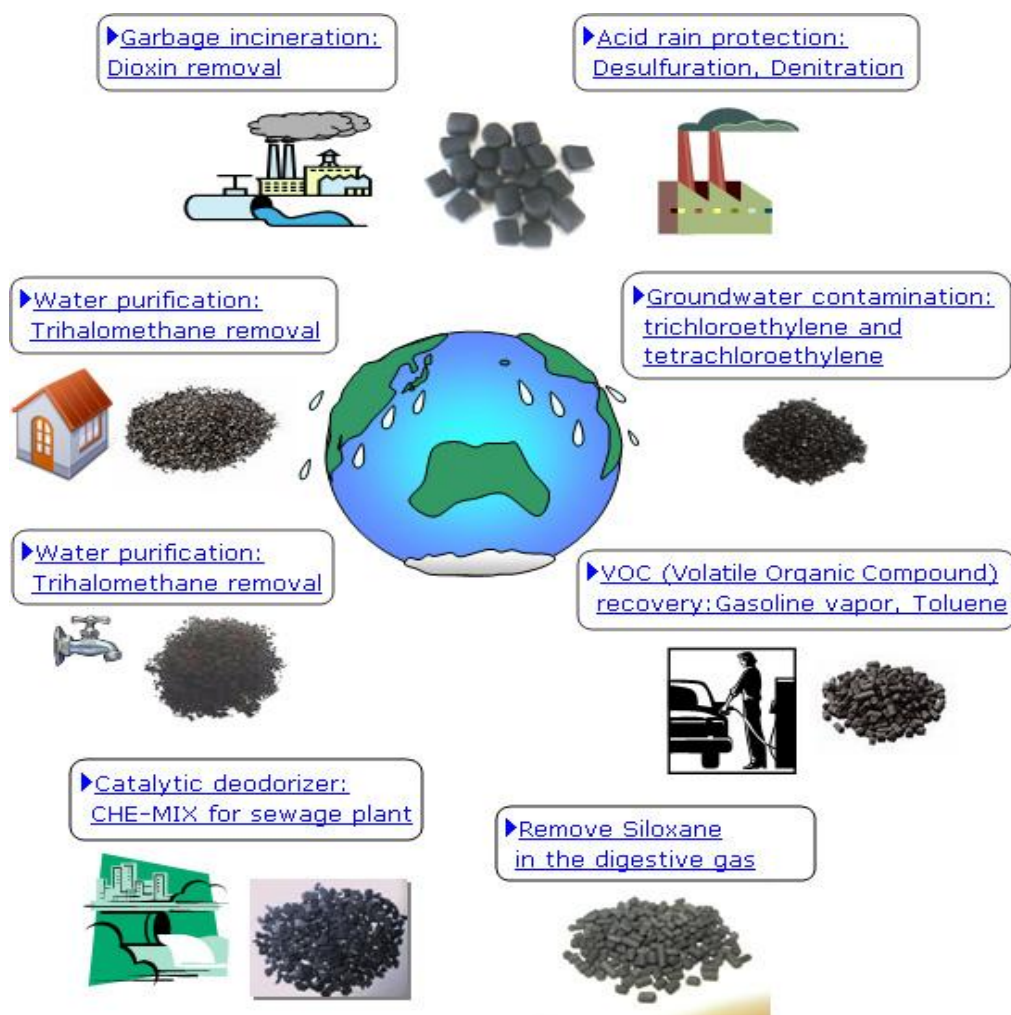 ▶Garbage incineration:
Dioxin removal
▶Acid rain protection:
Desulfuration, Denitration
▶Water purification:
Trihalomethane removal
▶Groundwater contamination:
trichloroethylene and
tetrachloroethylene
▶Water purification:
Trihalomethane removal
▶VOC (Volatile Organic Compound)
recovery:Gasoline vapor, Toluene
▶Catalytic deodorizer:
CHE-MIX for sewage plant
▶Remove Siloxane
in the digestive gas